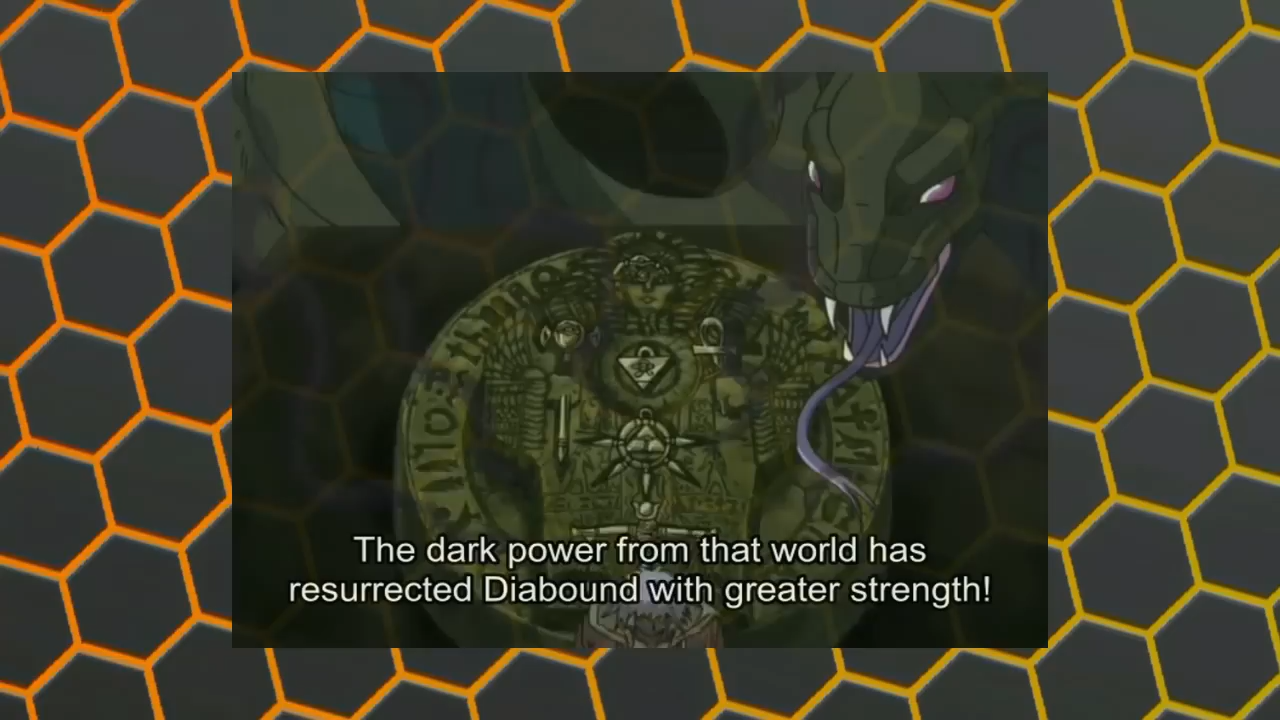 The dark power from that world has
resurrected Diabound with greater strength!